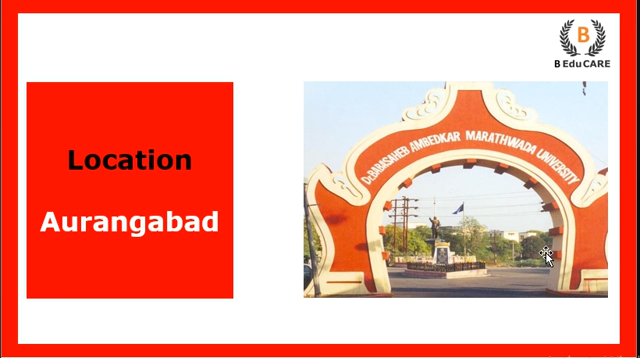 B
B EduCARE
Location
Aurangabad
Dr. BABASAHEB AMBEDKAR MARATHWADA UNIVERSITY